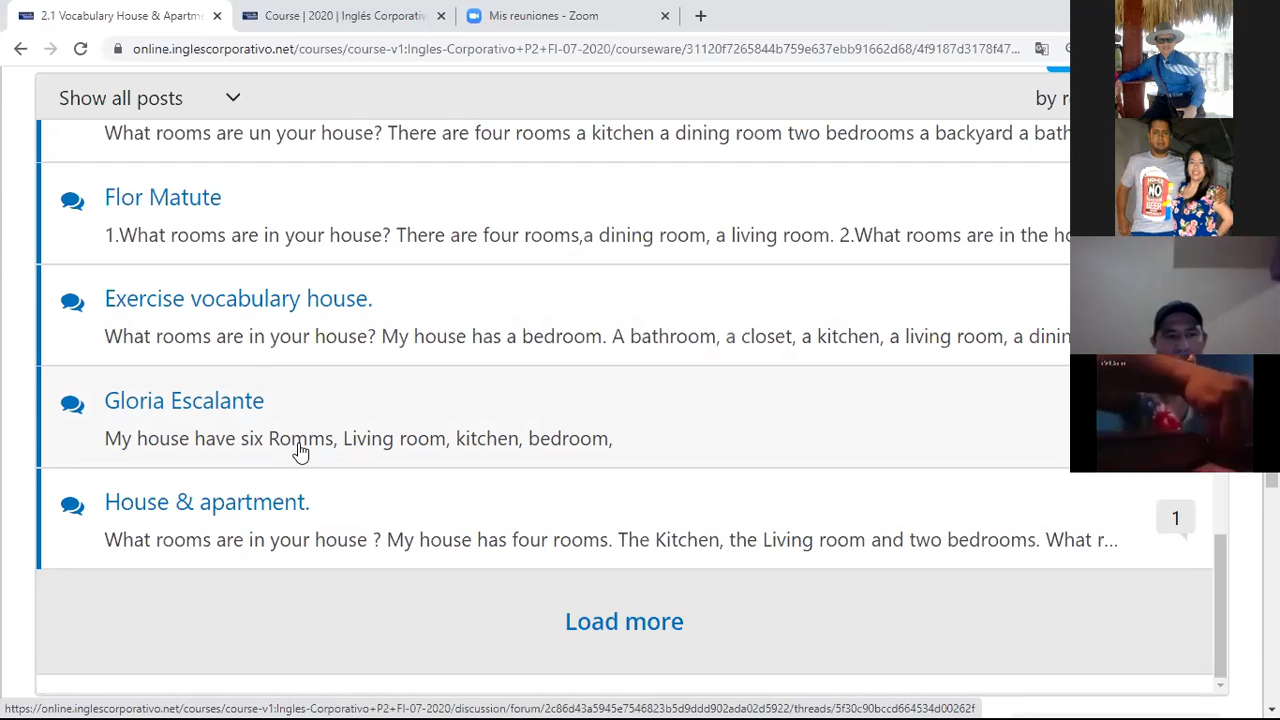 2.1 Vocabulary House & Apartm
Course | 2020 | Inglés Corporativ
Mis reuniones - Zoom
online.inglescorporativo.net/courses/course-v1:Ingles-Corporativo+P2+FI-07-2020/courseware/31120f7265844b759e637ebb91662d68/4f9187d3178f47...
Show all posts
by r
What rooms are un your house? There are four rooms a kitchen a dining room two bedrooms a backyard a bath
Flor Matute
1.What rooms are in your house? There are four rooms,a dining room, a living room. 2.What rooms are in the ho
Exercise vocabulary house.
What rooms are in your house? My house has a bedroom. A bathroom, a closet, a kitchen, a living room, a dinin
Gloria Escalante
My house have six Romms, Living room, kitchen, bedroom,
House & apartment.
1
What rooms are in your house ? My house has four rooms. The Kitchen, the Living room and two bedrooms. What r...
Load more
https://online.inglescorporativo.net/courses/course-v1:Ingles-Corporativo+P2+FI-07-2020/discussion/forum/2c86d43a5945e7546823b5d9ddd902ada02d5922/threads/5f30c90bccd664534d00262f
NO
BEER